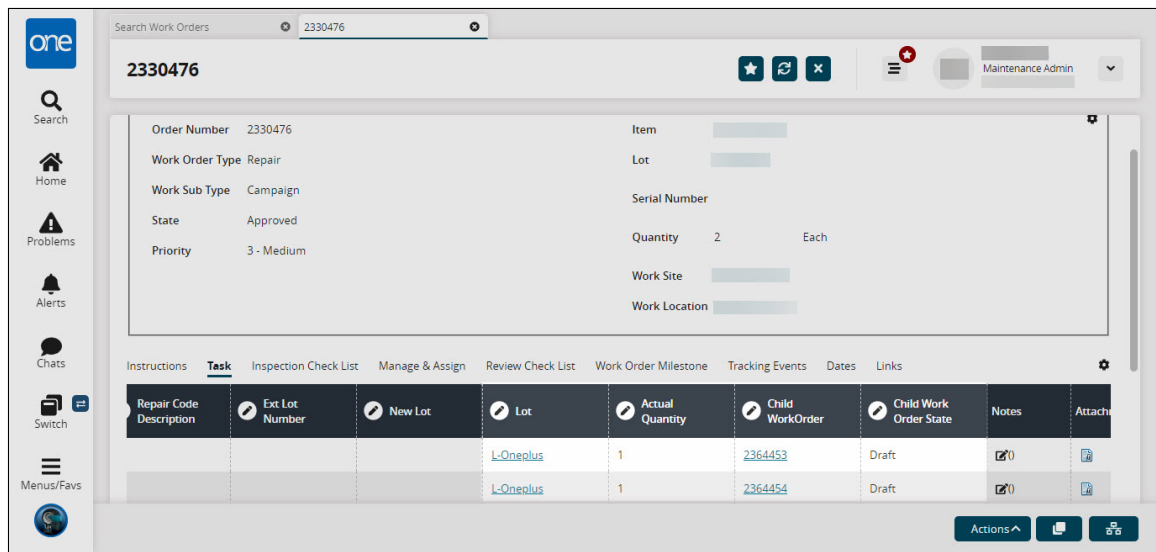 one
Search
Home
Problems
Alerts
Chats
Switch
Menus/Favs
Search Work Orders
2330476
2330476
Maintenance Admin
Order Number 2330476
Work Order Type Repair
Work Sub Type Campaign
State Approved
Priority 3 - Medium
Item
Lot
Serial Number
Quantity 2 Each
Work Site
Work Location
Instructions Task Inspection Check List Manage & Assign Review Check List Work Order Milestone Tracking Events Dates Links
Repair Code Description Ext Lot Number New Lot Lot Actual Quantity Child WorkOrder Child Work Order State Notes Attach
L-Oneplus 1 2364453 Draft ()
L-Oneplus 1 2364454 Draft ()
Actions